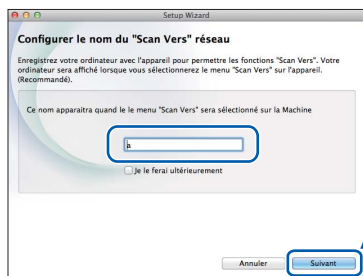 Setup Wizard
Configurer le nom du "Scan Vers" réseau
Enregistrez votre ordinateur avec l'appareil pour permettre les fonctions "Scan Vers". Votre
ordinateur sera affiché lorsque vous sélectionnerez le menu "Scan Vers" sur l'appareil.
(Recommandé).
Ce nom apparaitra quand le le menu "Scan Vers" sera sélectionné sur la Machine
a
Je le ferai ultérieurement
Annuler
Suivant